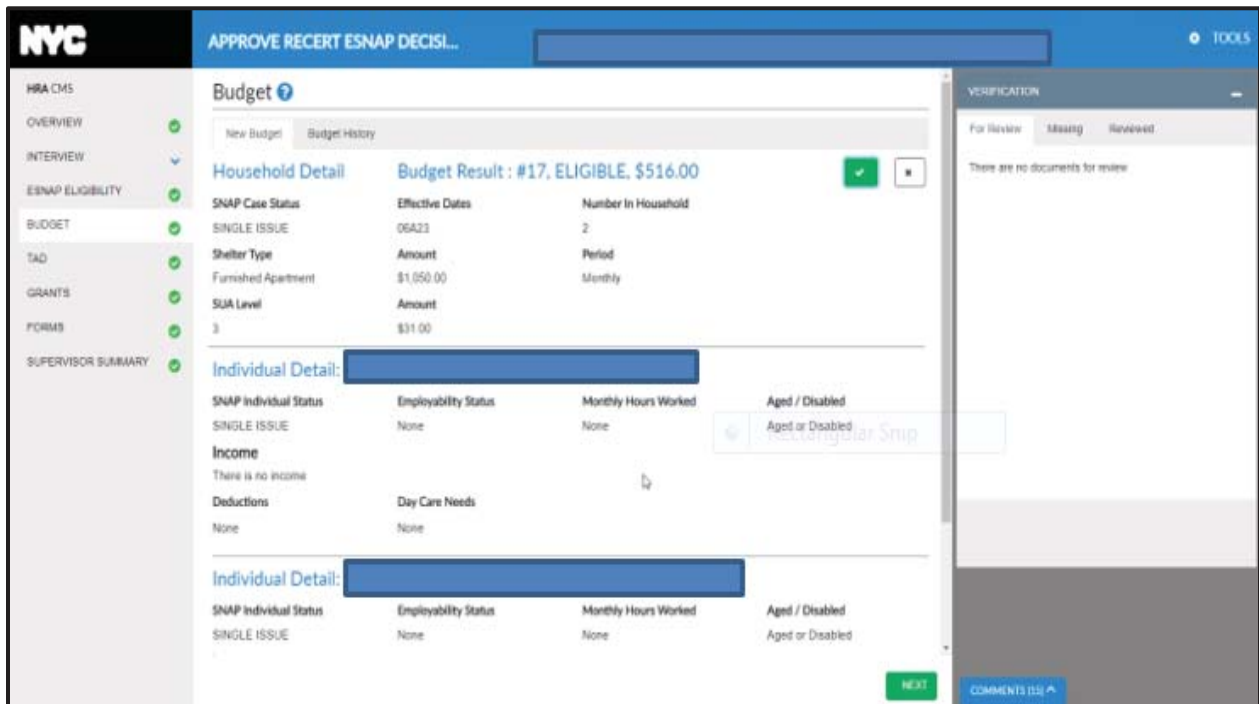 NYC
APPROVE RECERT ESNAP DECISI...
TOOLS
HRA CMS
OVERVIEW
INTERVIEW
ESNAP ELIGIBILITY
BUDGET
TAD
GRANTS
FORMS
SUPERVISOR SUMMARY
Budget ?
New Budget Budget History
Household Detail Budget Result : #17, ELIGIBLE, $516.00
SNAP Case Status Effective Dates Number In Household
SINGLE ISSUE 06A23 2
Shelter Type Amount Period
Furnished Apartment $1,050.00 Monthly
SUA Level Amount
3 $31.00
Individual Detail:
SNAP Individual Status Employability Status Monthly Hours Worked Aged / Disabled
SINGLE ISSUE None None Aged or Disabled
Rectangular Snip
Income
There is no income
Deductions Day Care Needs
None None
Individual Detail:
SNAP Individual Status Employability Status Monthly Hours Worked Aged / Disabled
SINGLE ISSUE None None Aged or Disabled
NEXT
VERIFICATION
For Review Missing Reviewed
There are no documents for review
COMMENTS (15)